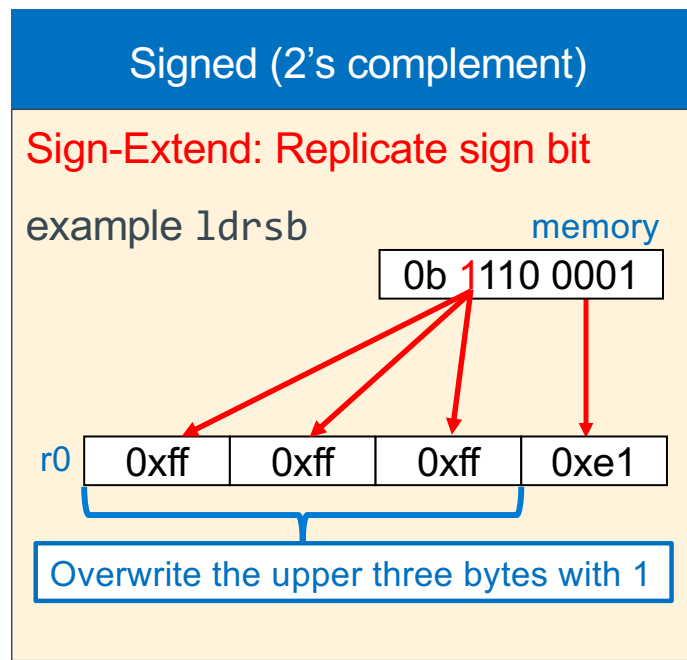 Signed (2's complement)
Sign-Extend: Replicate sign bit
example ldrsb
memory
0b 1110 0001
r0 0xff 0xff 0xff 0xe1
Overwrite the upper three bytes with 1